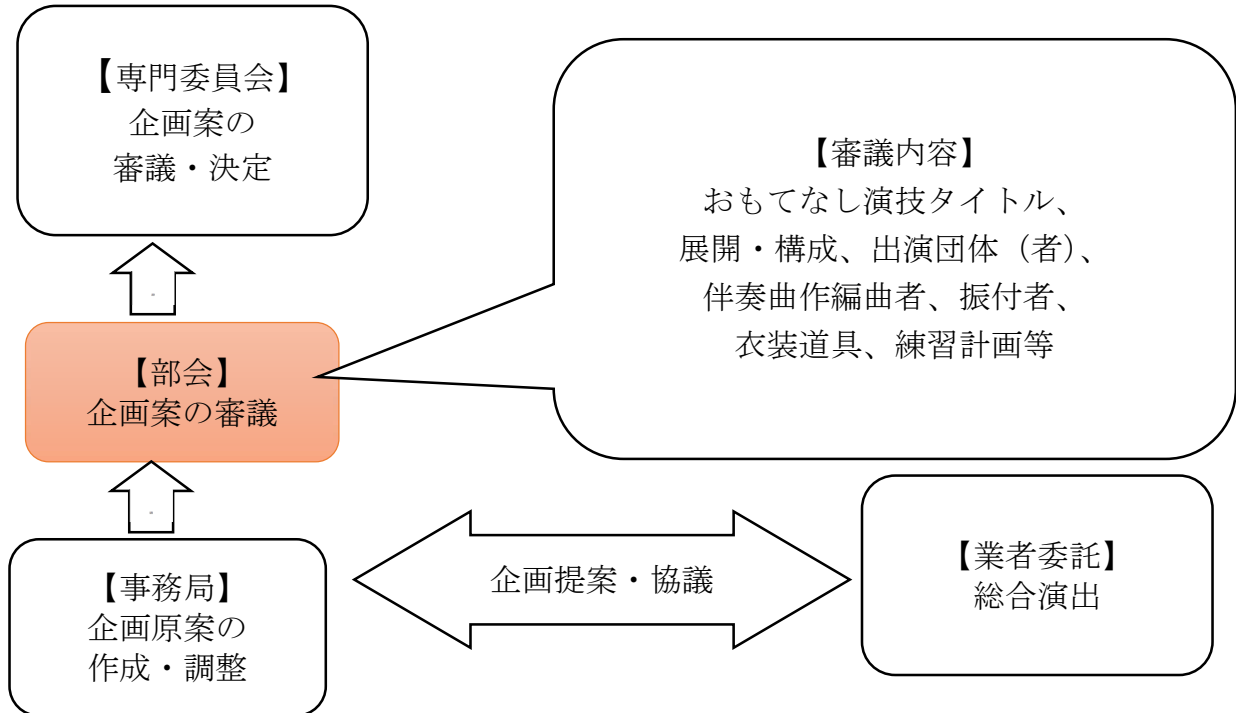 【専門委員会】
企画案の
審議・決定
【審議内容】
おもてなし演技タイトル、
展開・構成、出演団体（者）、
伴奏曲作編曲者、振付者、
衣装道具、練習計画等
【部会】
企画案の審議
【事務局】
企画原案の
作成・調整
企画提案・協議
【業者委託】
総合演出